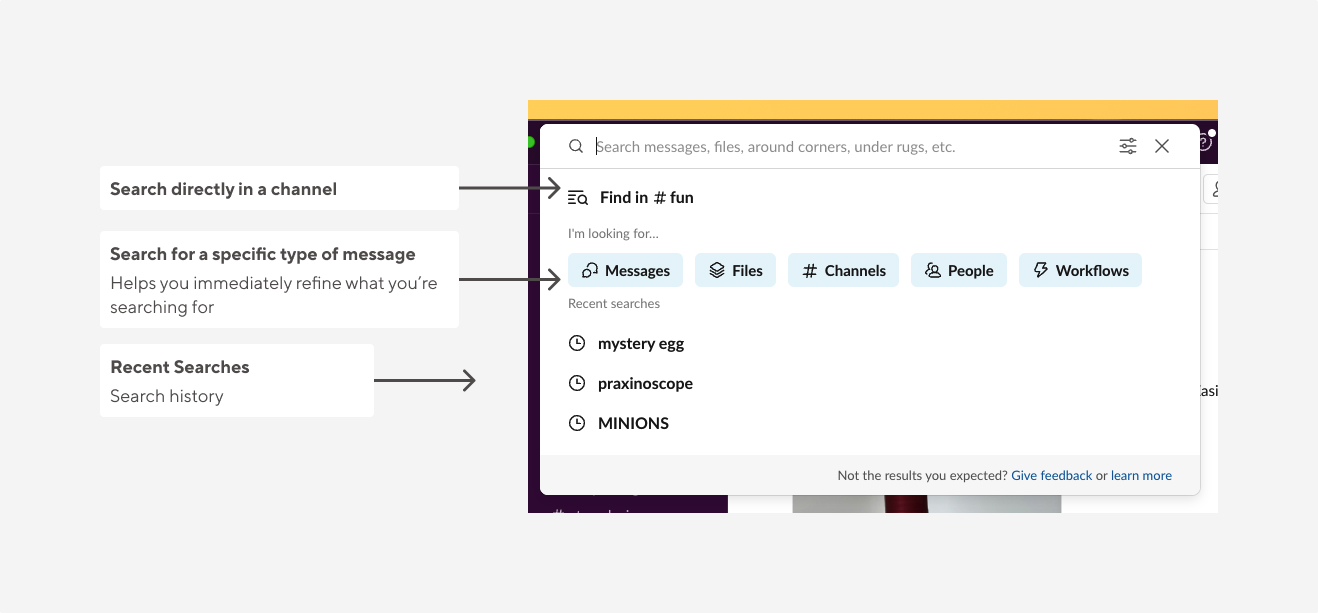 Search directly in a channel
Search for a specific type of message
Helps you immediately refine what you’re
searching for
Recent Searches
Search history
Search messages, files, around corners, under rugs, etc.
Find in # fun
I'm looking for...
Messages
Files
# Channels
People
Workflows
Recent searches
mystery egg
praxinoscope
MINIONS
Not the results you expected? Give feedback or learn more